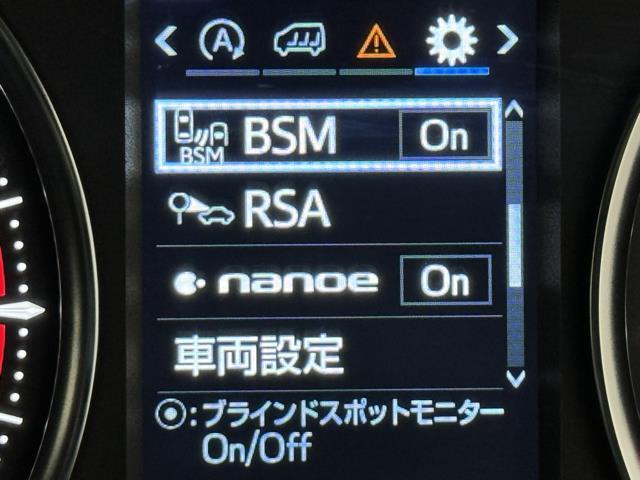 A
BSM BSM On
RSA
nanoe On
車両設定
:ブラインドスポットモニター
On/Off